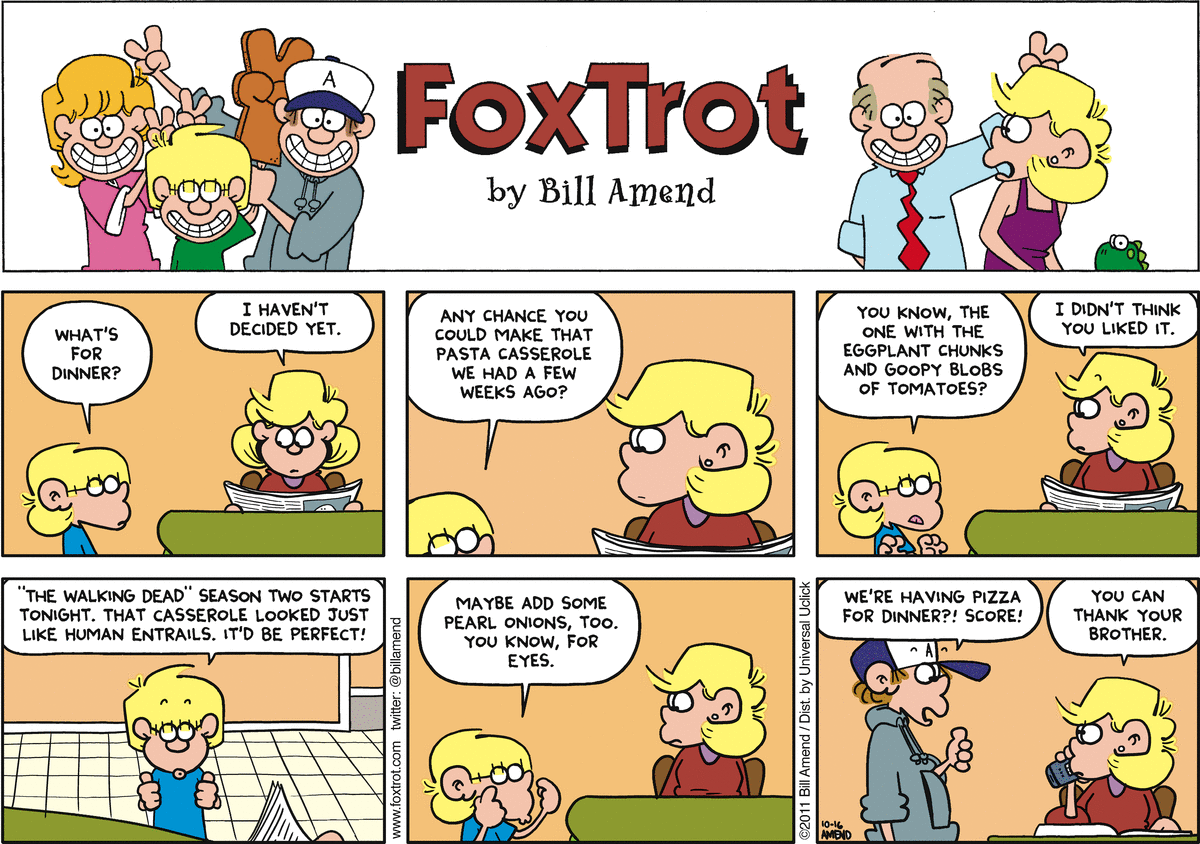 A
FoxTrot
by Bill Amend
WHAT'S
FOR
DINNER?
I HAVEN'T
DECIDED YET.
ANY CHANCE YOU
COULD MAKE THAT
PASTA CASSEROLE
WE HAD A FEW
WEEKS AGO?
YOU KNOW, THE
ONE WITH THE
EGGPLANT CHUNKS
AND GOOPY BLOBS
OF TOMATOES?
I DIDN'T THINK
YOU LIKED IT.
"THE WALKING DEAD" SEASON TWO STARTS
TONIGHT. THAT CASSEROLE LOOKED JUST
LIKE HUMAN ENTRAILS. IT'D BE PERFECT!
www.foxtrot.com twitter: @billamend
MAYBE ADD SOME
PEARL ONIONS, TOO.
YOU KNOW, FOR
EYES.
©2011 Bill Amend / Dist. by Universal Uclick
WE'RE HAVING PIZZA
FOR DINNER?! SCORE!
YOU CAN
THANK YOUR
BROTHER.
A
10-16
AMEND